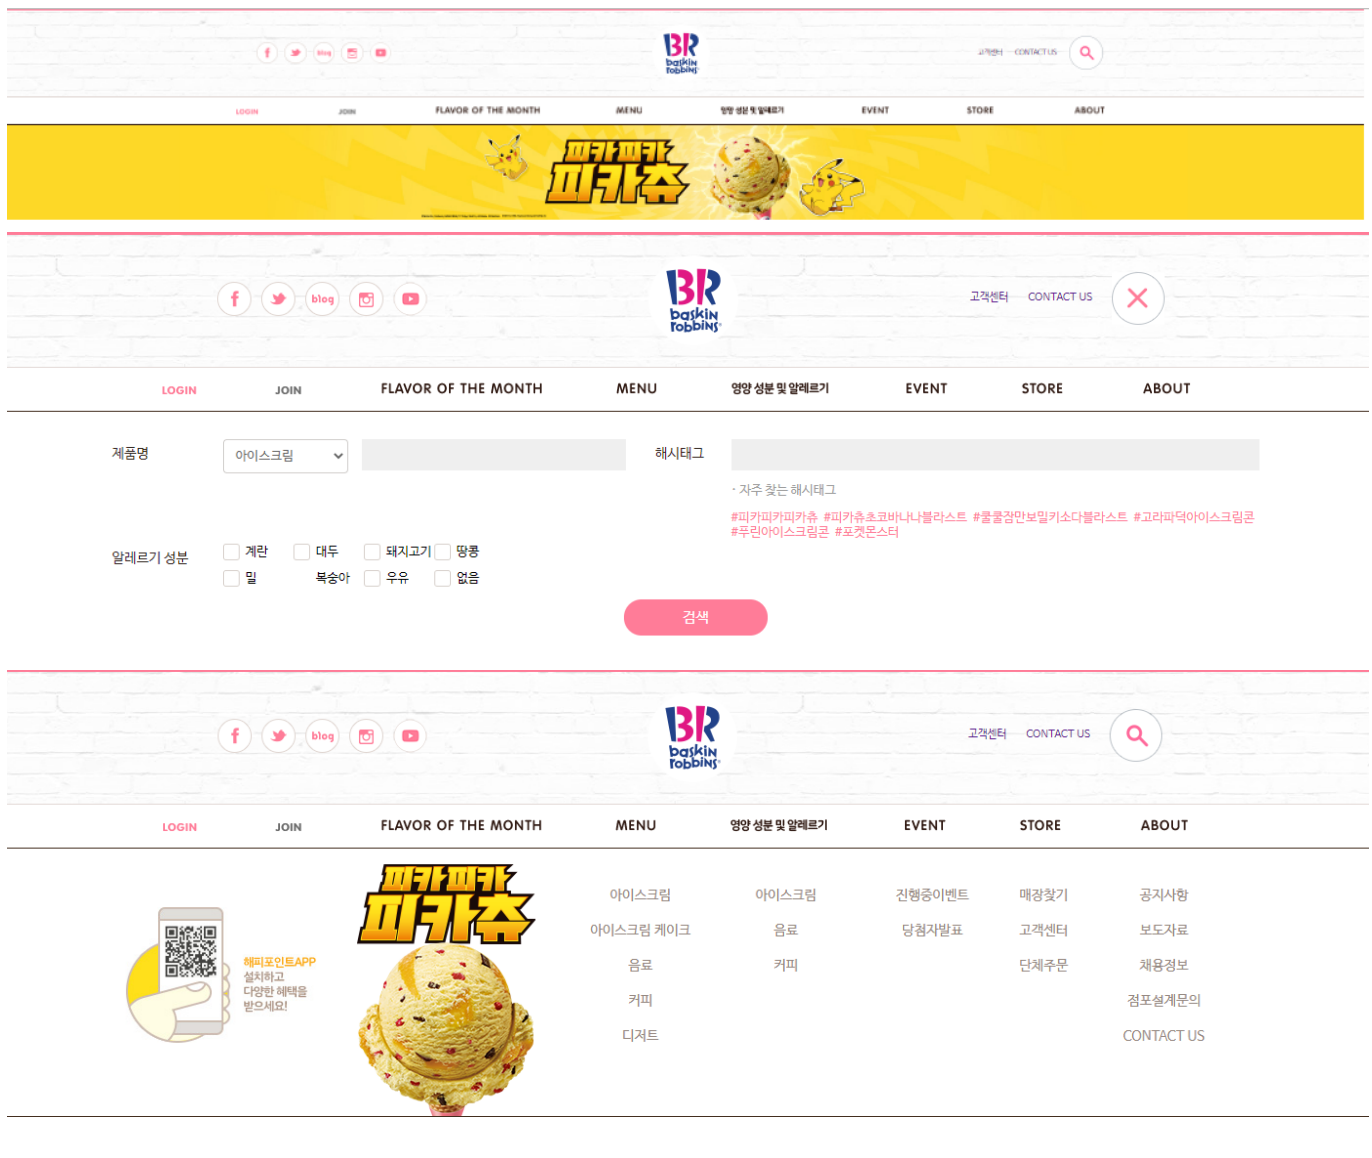 f blog BR baskin robbins 고객센터 CONTACT US
LOGIN JOIN FLAVOR OF THE MONTH MENU 영양 성분 및 알레르기 EVENT STORE ABOUT
피카피카
피카츄
f blog BR baskin robbins 고객센터 CONTACT US
LOGIN JOIN FLAVOR OF THE MONTH MENU 영양 성분 및 알레르기 EVENT STORE ABOUT
제품명 아이스크림 해시태그
- 자주 찾는 해시태그
#피카피카피카츄 #피카츄초코바나나블라스트 #쿨쿨잠만보밀키소다블라스트 #고라파덕아이스크림콘
#푸린아이스크림콘 #포켓몬스터
알레르기 성분 계란 대두 돼지고기 땅콩
밀 복숭아 우유 없음
검색
f blog BR baskin robbins 고객센터 CONTACT US
LOGIN JOIN FLAVOR OF THE MONTH MENU 영양 성분 및 알레르기 EVENT STORE ABOUT
해피포인트APP
설치하고
다양한 혜택을
받으세요!
피카피카
피카츄
아이스크림 아이스크림 진행중이벤트 매장찾기 공지사항
아이스크림 케이크 음료 당첨자발표 고객센터 보도자료
음료 커피 단체주문 채용정보
커피 점포설계문의
디저트 CONTACT US